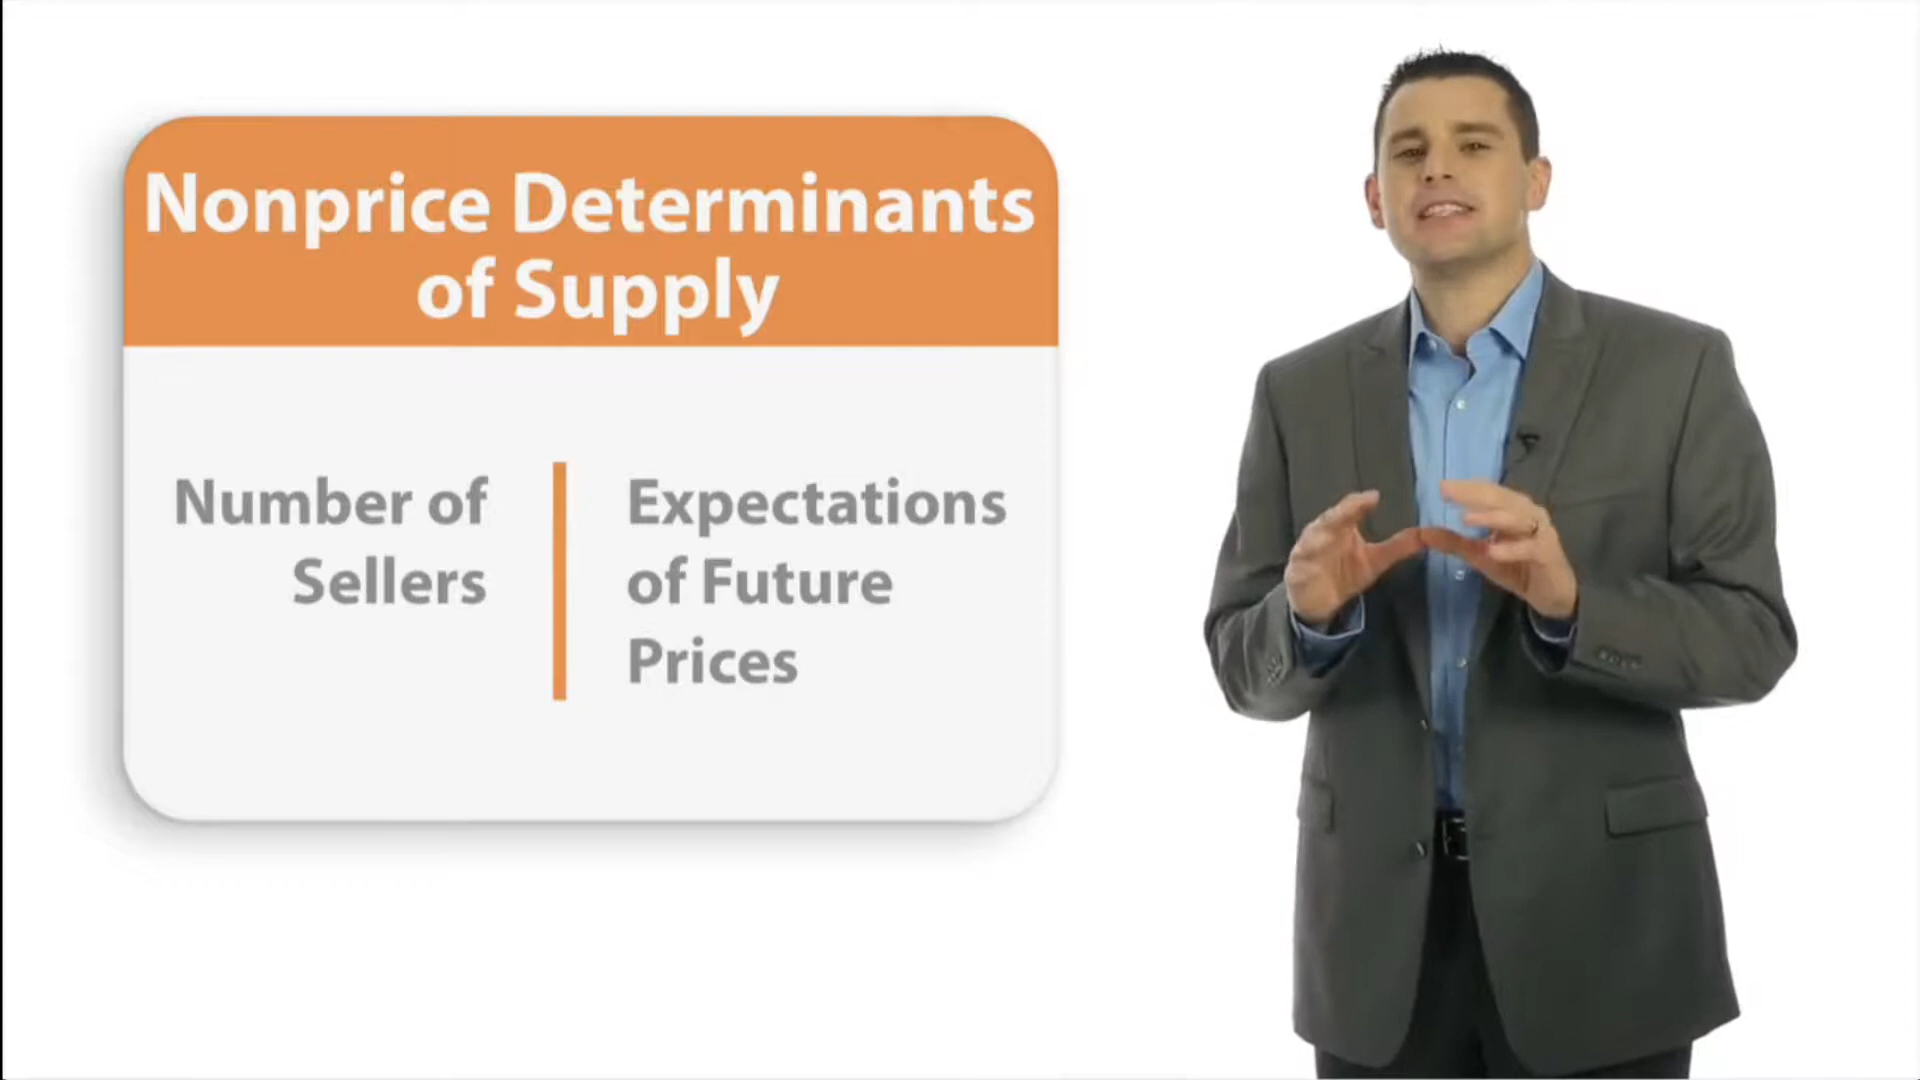 Nonprice Determinants
of Supply
Number of
Sellers
Expectations
of Future
Prices